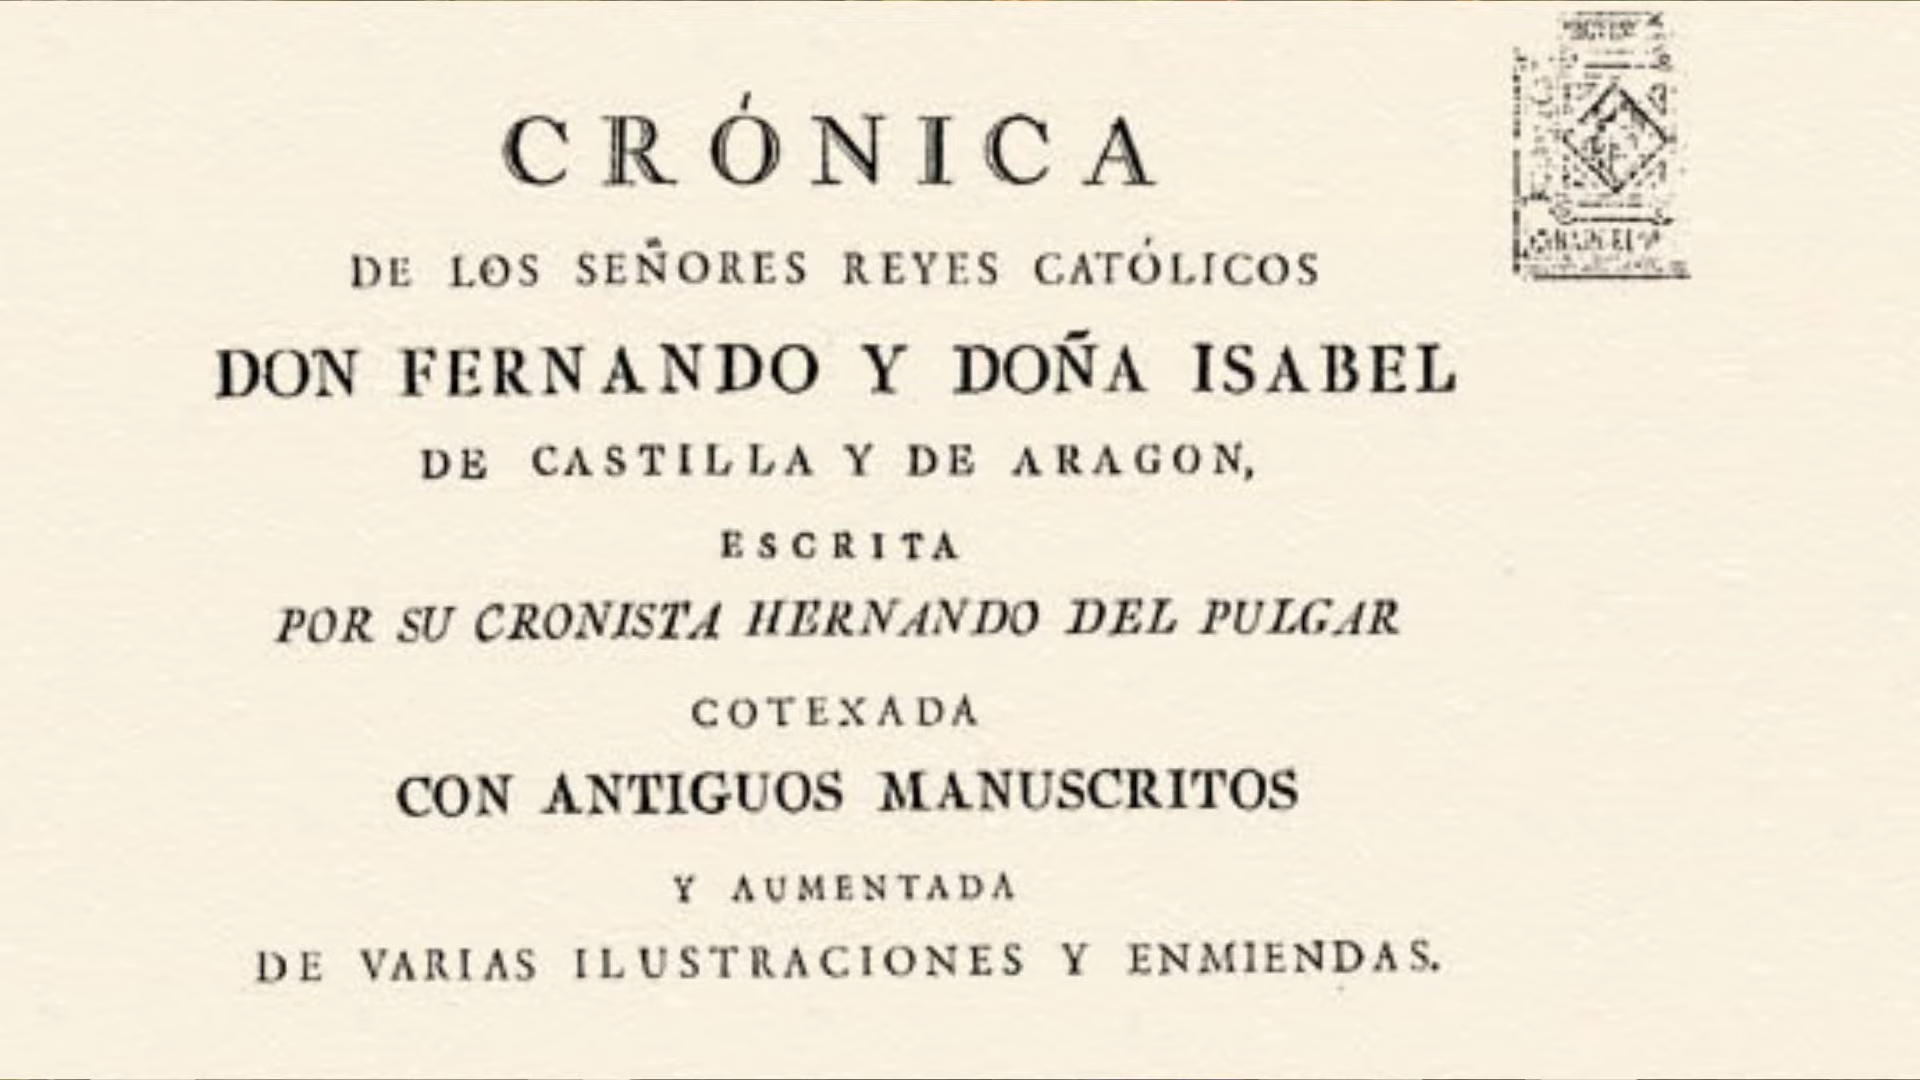 CRÓNICA
DE LOS SEÑORES REYES CATÓLICOS
DON FERNANDO Y DOÑA ISABEL
DE CASTILLA Y DE ARAGON,
ESCRITA
POR SU CRONISTA HERNANDO DEL PULGAR
COTEXADA
CON ANTIGUOS MANUSCRITOS
Y AUMENTADA
DE VARIAS ILUSTRACIONES Y ENMIENDAS.